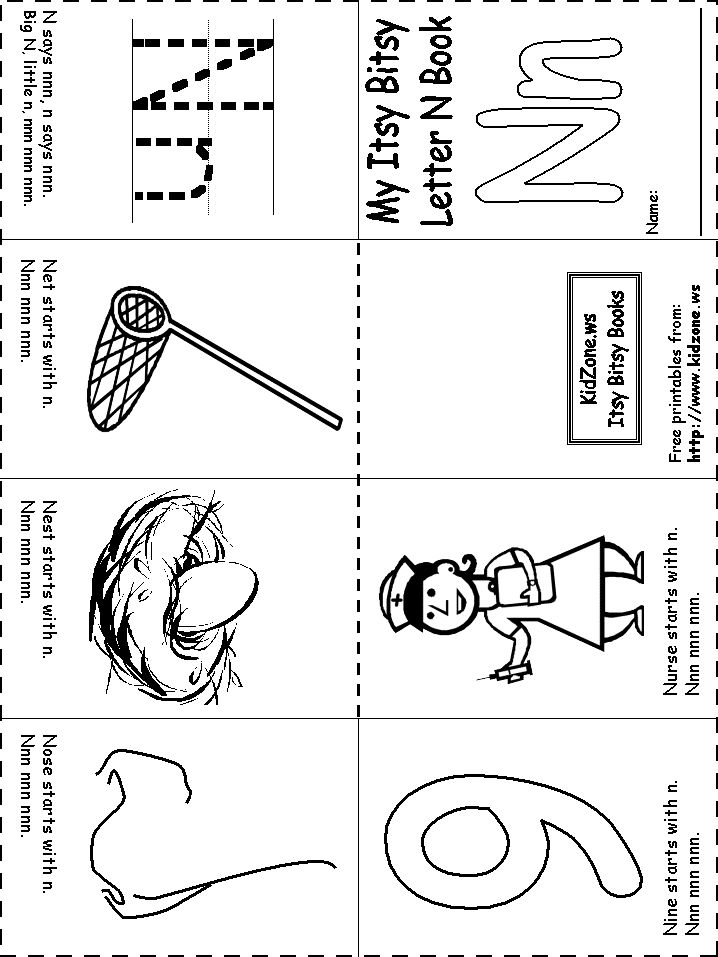 My Itsy Bitsy
Letter N Book
Nn
Name:
Nn
N says nnn, n says nnn.
Big N, little n, nnn nnn nnn.
Net starts with n.
Nnn nnn nnn.
Nest starts with n.
Nnn nnn nnn.
Nose starts with n.
Nnn nnn nnn.
9
Nine starts with n.
Nnn nnn nnn.
Nurse starts with n.
Nnn nnn nnn.
KidZone.ws
Itsy Bitsy Books
Free printables from:
http://www.kidzone.ws